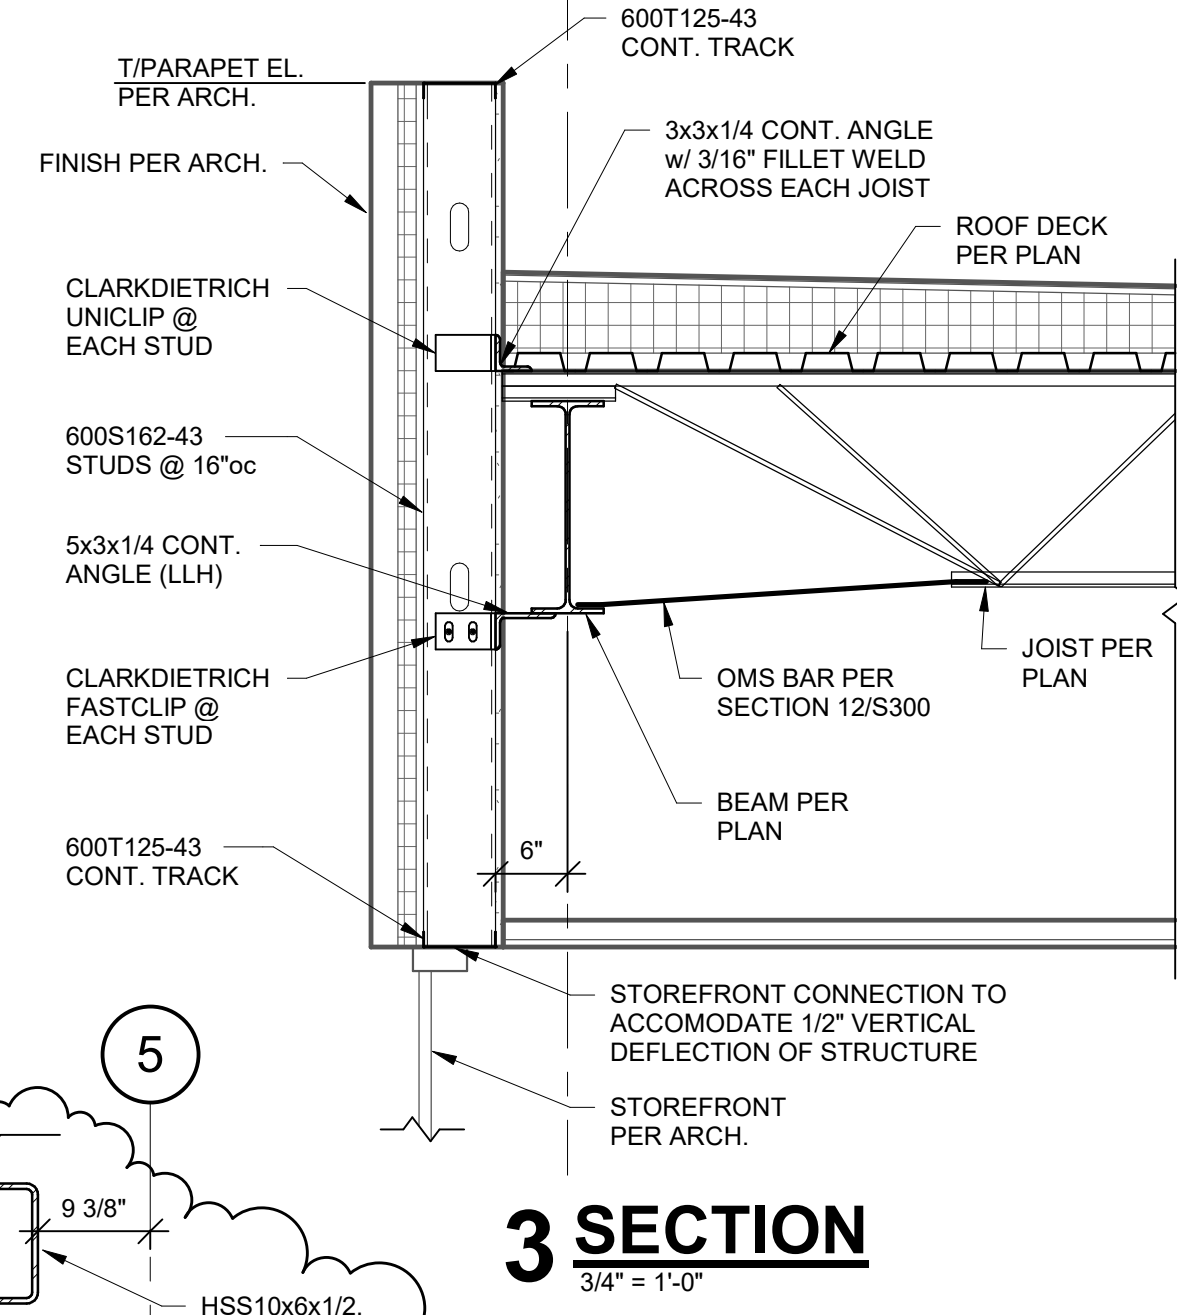 600T125-43
CONT. TRACK
T/PARAPET EL.
PER ARCH.
3x3x1/4 CONT. ANGLE
w/ 3/16" FILLET WELD
ACROSS EACH JOIST
FINISH PER ARCH.
ROOF DECK
PER PLAN
CLARKDIETRICH
UNICLIP @
EACH STUD
600S162-43
STUDS @ 16"oc
5x3x1/4 CONT.
ANGLE (LLH)
CLARKDIETRICH
FASTCLIP @
EACH STUD
OMS BAR PER
SECTION 12/S300
JOIST PER
PLAN
BEAM PER
PLAN
600T125-43
CONT. TRACK
6"
STOREFRONT CONNECTION TO
ACCOMODATE 1/2" VERTICAL
DEFLECTION OF STRUCTURE
STOREFRONT
PER ARCH.
5
9 3/8"
HSS10x6x1/2,
3 SECTION
3/4" = 1'-0"